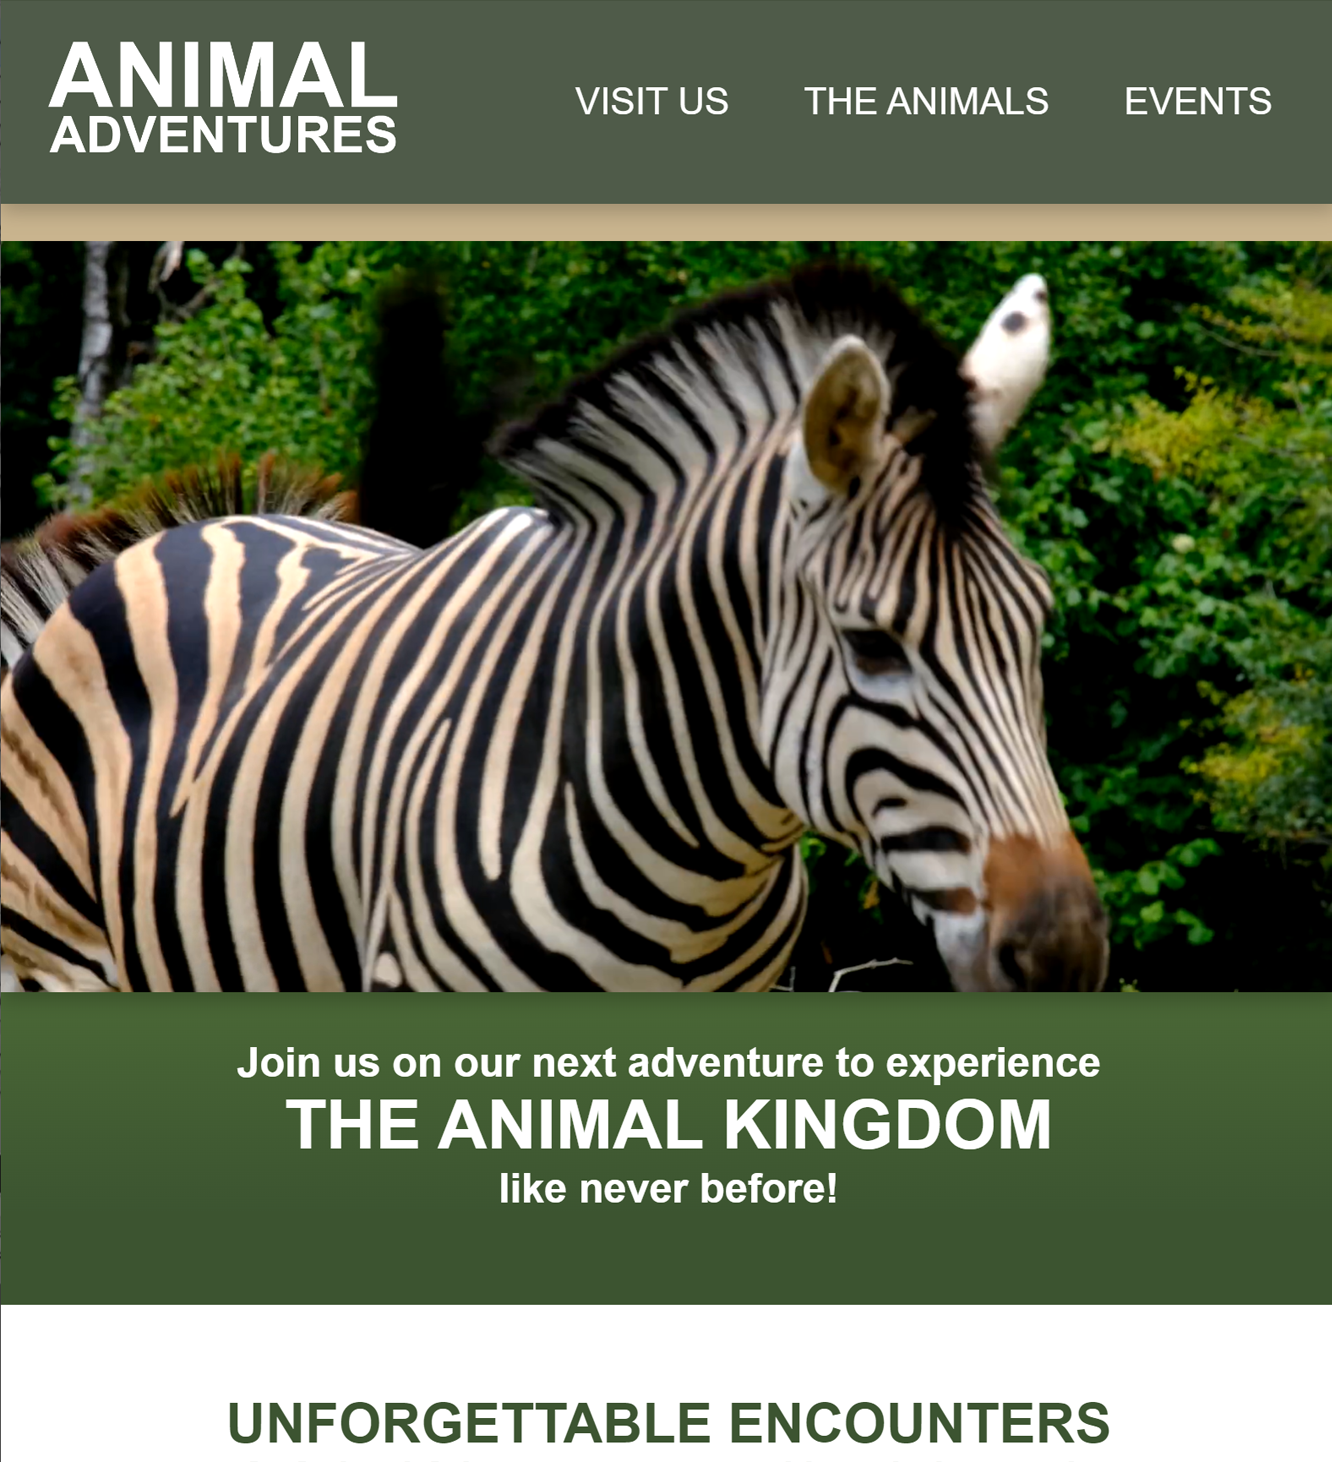 ANIMAL
ADVENTURES
VISIT US THE ANIMALS EVENTS
Join us on our next adventure to experience
THE ANIMAL KINGDOM
like never before!
UNFORGETTABLE ENCOUNTERS